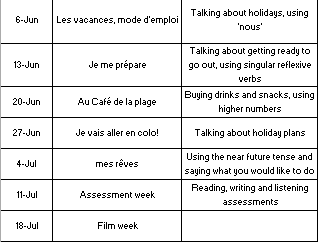 6-Jun Les vacances, mode d'emploi Talking about holidays, using
'nous'
13-Jun Je me prépare Talking about getting ready to
go out, using singular reflexive
verbs
20-Jun Au Café de la plage Buying drinks and snacks, using
higher numbers
27-Jun Je vais aller en colo! Talking about holiday plans
4-Jul mes rêves Using the near future tense and
saying what you would like to do
11-Jul Assessment week Reading, writing and listening
assessments
18-Jul Film week